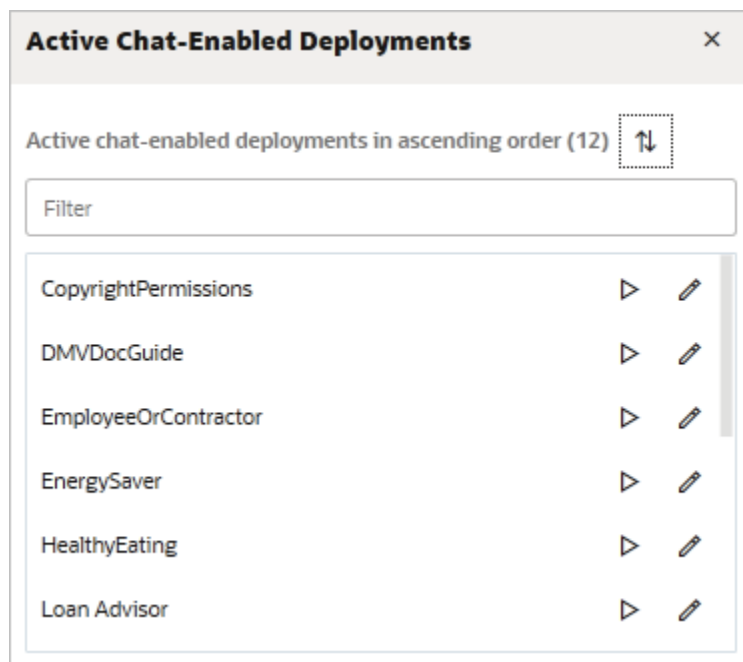 Active Chat-Enabled Deployments
Active chat-enabled deployments in ascending order (12)
Filter
CopyrightPermissions
DMVDocGuide
EmployeeOrContractor
EnergySaver
HealthyEating
Loan Advisor